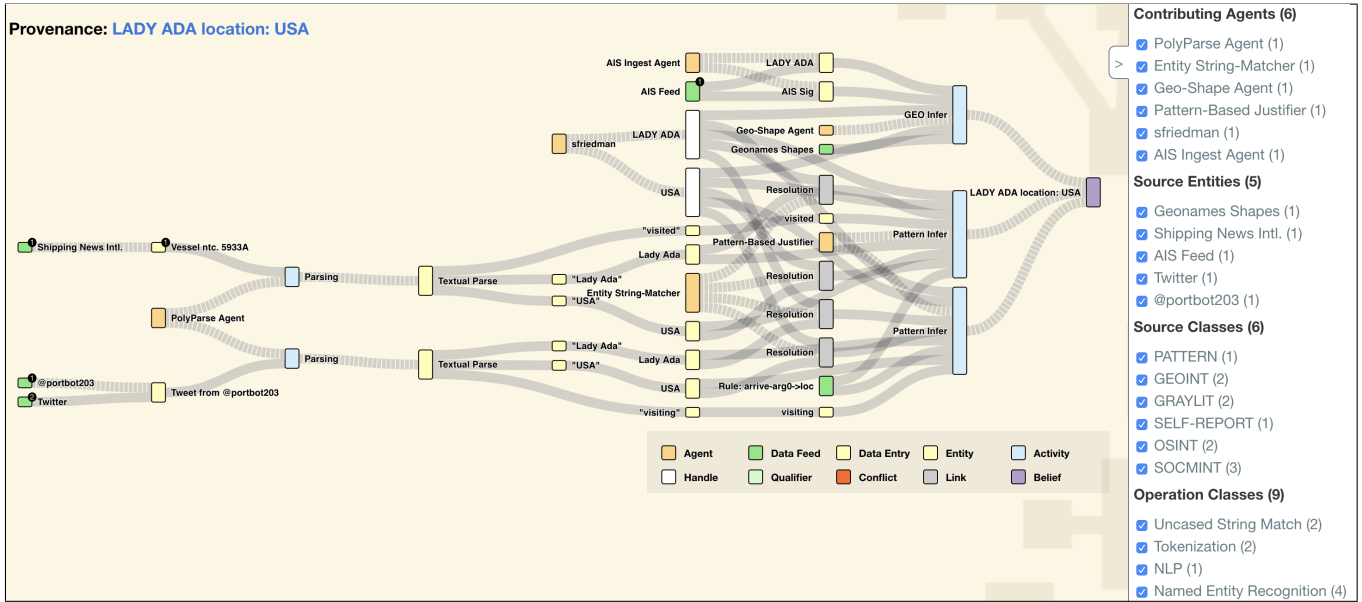 Provenance: LADY ADA location: USA
AIS Ingest Agent
LADY ADA
1
AIS Feed
AIS Sig
GEO Infer
LADY ADA
Geo-Shape Agent
sfriedman
Geonames Shapes
USA
Resolution
LADY ADA location: USA
visited
"visited"
Pattern Infer
Pattern-Based Justifier
1
Shipping News Intl.
1
Vessel ntc. 5933A
Lady Ada
Parsing
Textual Parse
"Lady Ada"
Resolution
Entity String-Matcher
"USA"
PolyParse Agent
Resolution
USA
Pattern Infer
"Lady Ada"
Resolution
Parsing
Textual Parse
"USA"
Lady Ada
1
@portbot203
Tweet from @portbot203
USA
Rule: arrive-arg0->loc
2
Twitter
"visiting"
visiting
Agent
Data Feed
Data Entry
Entity
Activity
Handle
Qualifier
Conflict
Link
Belief
>
Contributing Agents (6)
PolyParse Agent (1)
Entity String-Matcher (1)
Geo-Shape Agent (1)
Pattern-Based Justifier (1)
sfriedman (1)
AIS Ingest Agent (1)
Source Entities (5)
Geonames Shapes (1)
Shipping News Intl. (1)
AIS Feed (1)
Twitter (1)
@portbot203 (1)
Source Classes (6)
PATTERN (1)
GEOINT (2)
GRAYLIT (2)
SELF-REPORT (1)
OSINT (2)
SOCMINT (3)
Operation Classes (9)
Uncased String Match (2)
Tokenization (2)
NLP (1)
Named Entity Recognition (4)